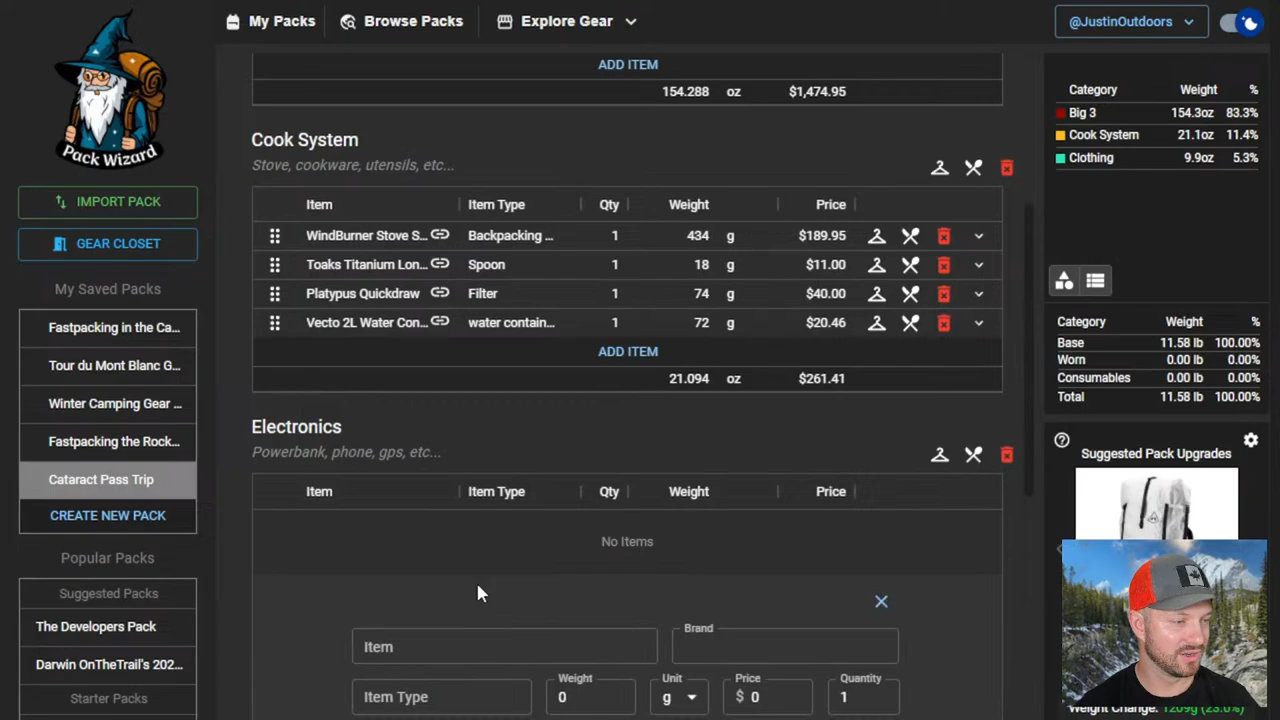 My Packs
Browse Packs
Explore Gear
@JustinOutdoors
Pack Wizard
IMPORT PACK
GEAR CLOSET
My Saved Packs
Fastpacking in the Ca...
Tour du Mont Blanc G...
Winter Camping Gear ...
Fastpacking the Rock...
Cataract Pass Trip
CREATE NEW PACK
Popular Packs
Suggested Packs
The Developers Pack
Darwin OnTheTrail's 202...
Starter Packs
ADD ITEM
154.288 oz $1,474.95
Cook System
Stove, cookware, utensils, etc...
Item Item Type Qty Weight Price
WindBurner Stove S... Backpacking ... 1 434 g $189.95
Toaks Titanium Lon... Spoon 1 18 g $11.00
Platypus Quickdraw Filter 1 74 g $40.00
Vecto 2L Water Con... water contain... 1 72 g $20.46
ADD ITEM
21.094 oz $261.41
Electronics
Powerbank, phone, gps, etc...
Item Item Type Qty Weight Price
No Items
Item Brand
Item Type Weight 0 Unit g Price $ 0 Quantity 1
Category Weight %
Big 3 154.3oz 83.3%
Cook System 21.1oz 11.4%
Clothing 9.9oz 5.3%
Category Weight %
Base 11.58 lb 100.00%
Worn 0.00 lb 0.00%
Consumables 0.00 lb 0.00%
Total 11.58 lb 100.00%
Suggested Pack Upgrades
Weight Change: 1209g (23.0%)